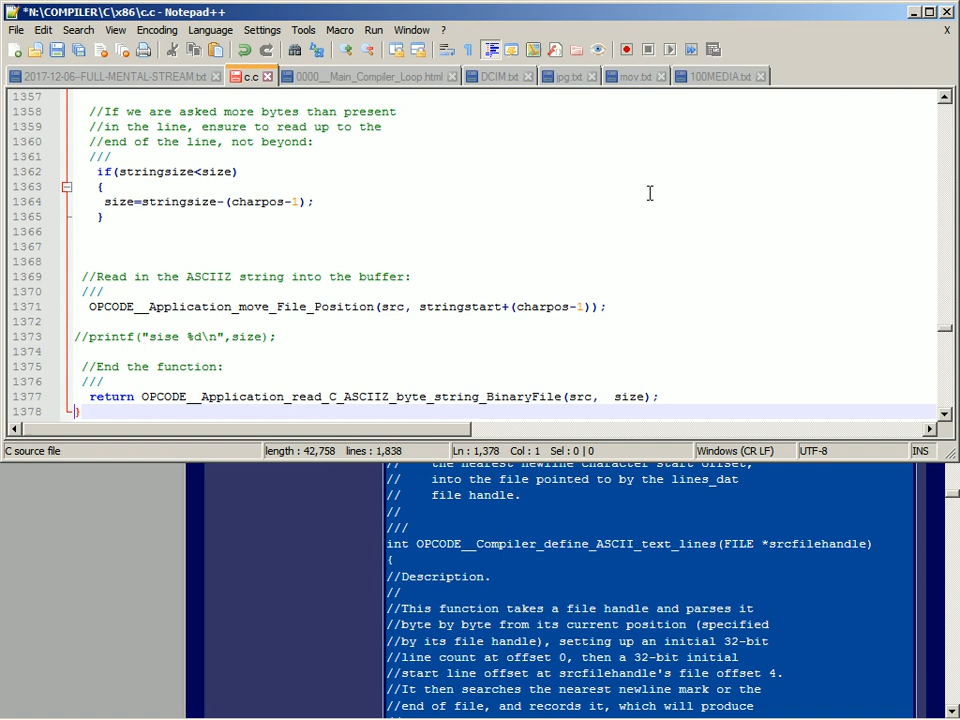 *N:\COMPILER\C\x86\c.c - Notepad++
File Edit Search View Encoding Language Settings Tools Macro Run Window ? X
2017-12-06--FULL-MENTAL-STREAM.txt c.c 0000__Main_Compiler_Loop.html DCIM.txt jpg.txt mov.txt 100MEDIA.txt
1357
1358 //If we are asked more bytes than present
1359 //in the line, ensure to read up to the
1360 //end of the line, not beyond:
1361 ///
1362 if(stringsize<size)
1363 {
1364 size=stringsize-(charpos-1);
1365 }
1366
1367
1368
1369 //Read in the ASCIIZ string into the buffer:
1370 ///
1371 OPCODE__Application_move_File_Position(src, stringstart+(charpos-1));
1372
1373 //printf("sise %d\n",size);
1374
1375 //End the function:
1376 ///
1377 return OPCODE__Application_read_C_ASCIIZ_byte_string_BinaryFile(src,  size);
1378 }
C source file length : 42,758 lines : 1,838 Ln : 1,378 Col : 1 Sel : 0 | 0 Windows (CR LF) UTF-8 INS
// the nearest newline character start offset,
// into the file pointed to by the lines_dat
// file handle.
//
///
int OPCODE__Compiler_define_ASCII_text_lines(FILE *srcfilehandle)
{
//Description.
//
//This function takes a file handle and parses it
//byte by byte from its current position (specified
//by its file handle), setting up an initial 32-bit
//line count at offset 0, then a 32-bit initial
//start line offset at srcfilehandle's file offset 4.
//It then searches the nearest newline mark or the
//end of file, and records it, which will produce